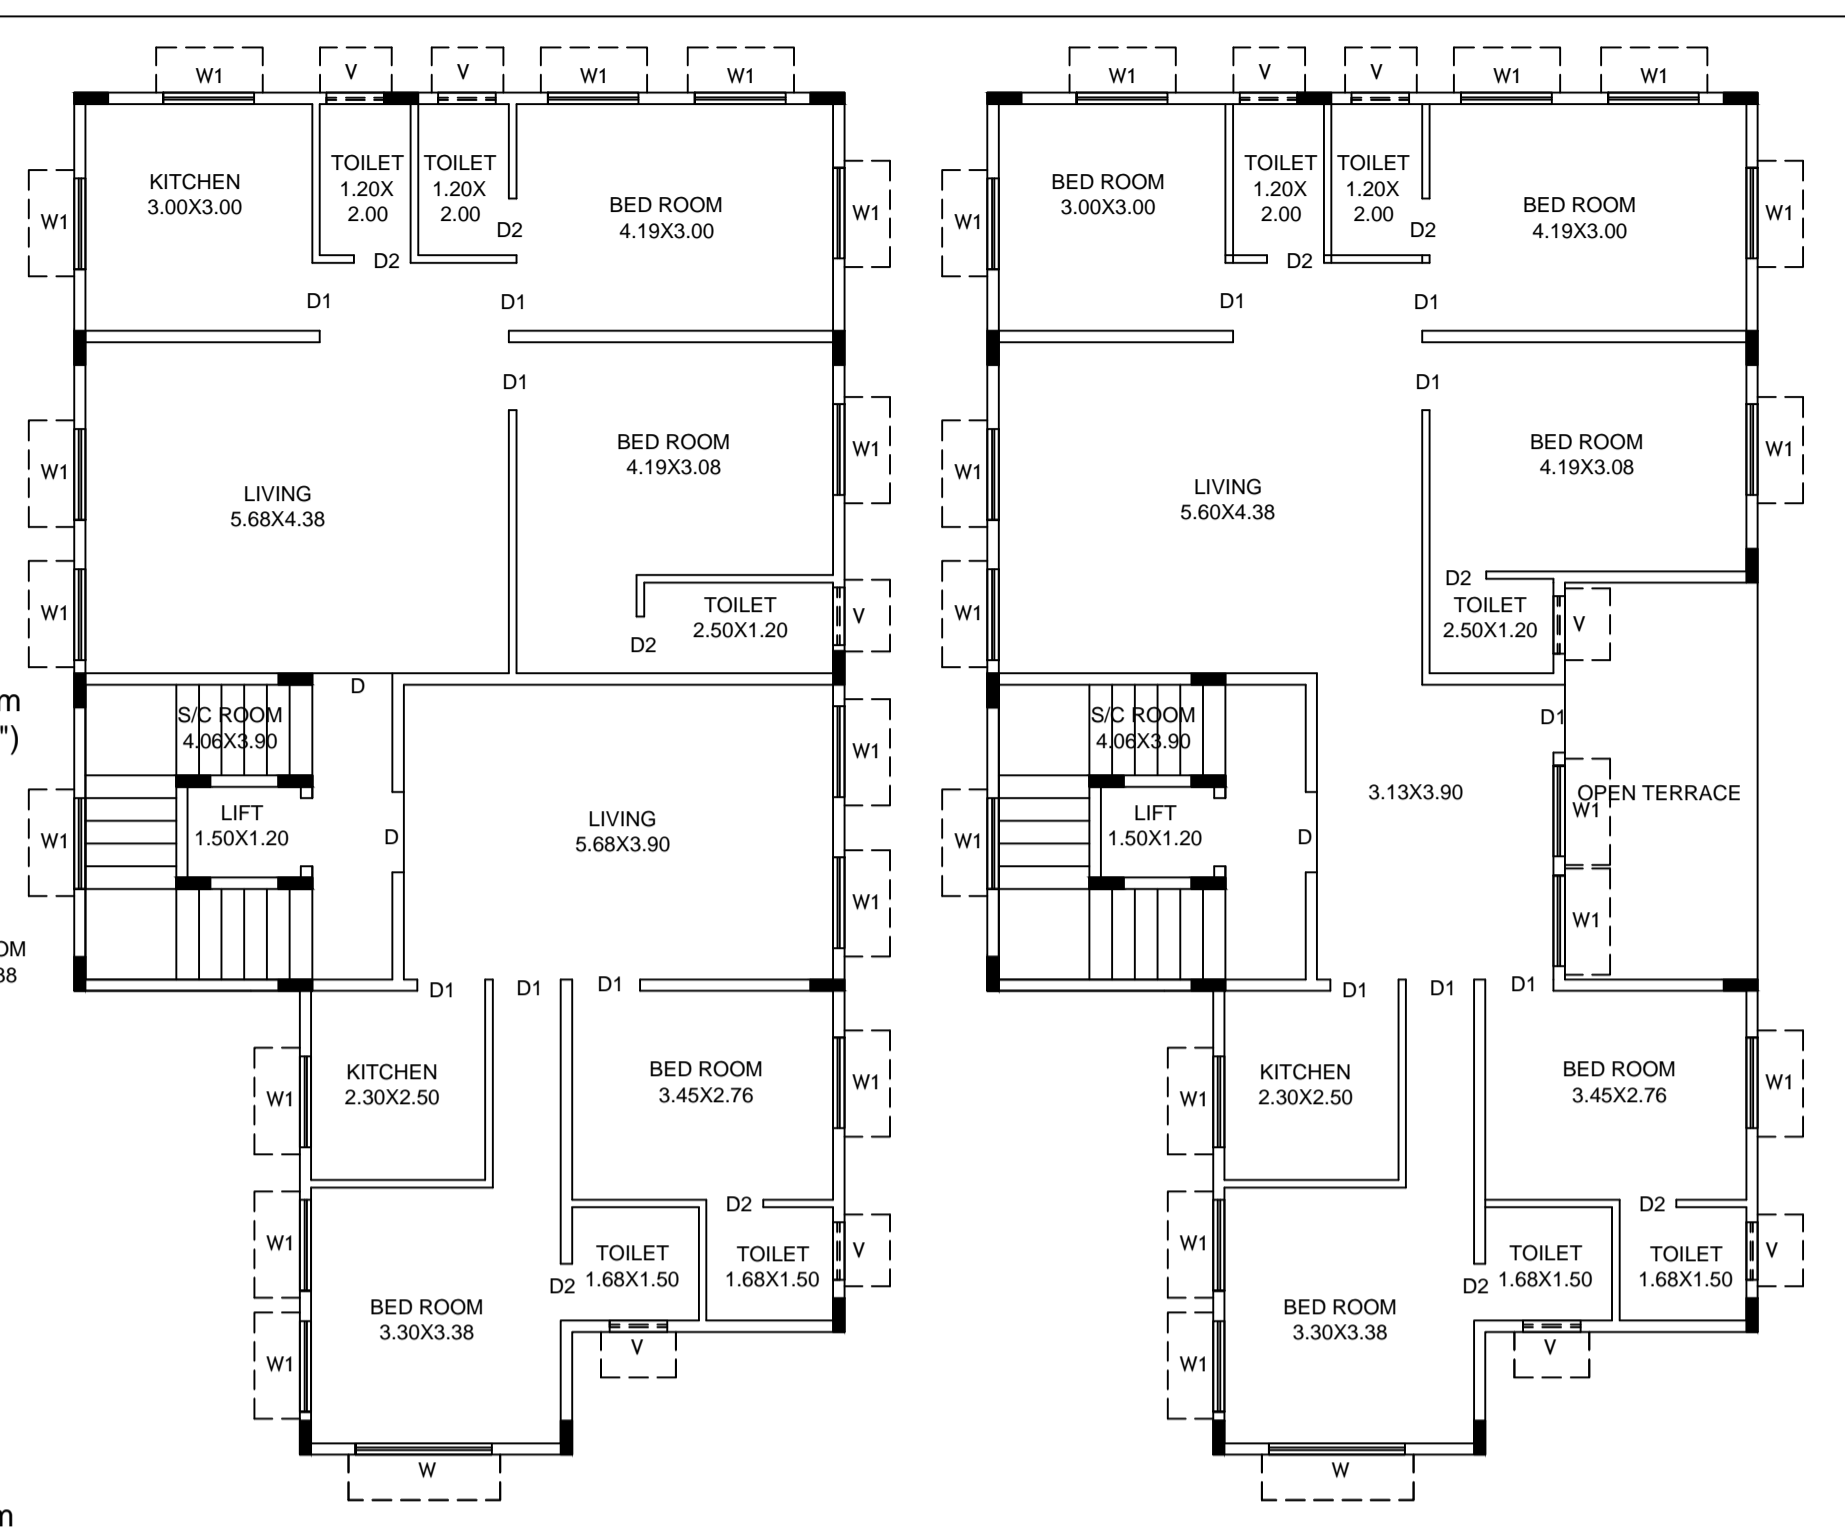 W1 V V W1 W1
KITCHEN
3.00X3.00
TOILET
1.20X
2.00
TOILET
1.20X
2.00
BED ROOM
4.19X3.00
W1
W1
D2
D2
D1
D1
D1
W1
BED ROOM
4.19X3.08
W1
LIVING
5.68X4.38
W1
TOILET
2.50X1.20
V
D2
D
m
")
S/C ROOM
4.06X3.90
W1
LIFT
1.50X1.20
W1
D
LIVING
5.68X3.90
W1
OM
38
D1
D1
D1
KITCHEN
2.30X2.50
W1
BED ROOM
3.45X2.76
W1
D2
W1
TOILET
1.68X1.50
TOILET
1.68X1.50
V
D2
BED ROOM
3.30X3.38
W1
V
W
m
W1 V V W1 W1
BED ROOM
3.00X3.00
TOILET
1.20X
2.00
TOILET
1.20X
2.00
BED ROOM
4.19X3.00
W1
W1
D2
D2
D1
D1
D1
W1
BED ROOM
4.19X3.08
W1
LIVING
5.60X4.38
W1
D2
TOILET
2.50X1.20
V
D1
S/C ROOM
4.06X3.90
LIFT
1.50X1.20
W1
D
3.13X3.90
OPEN TERRACE
W1
W1
D1
D1
D1
KITCHEN
2.30X2.50
W1
BED ROOM
3.45X2.76
W1
D2
W1
TOILET
1.68X1.50
TOILET
1.68X1.50
V
D2
BED ROOM
3.30X3.38
W1
V
W